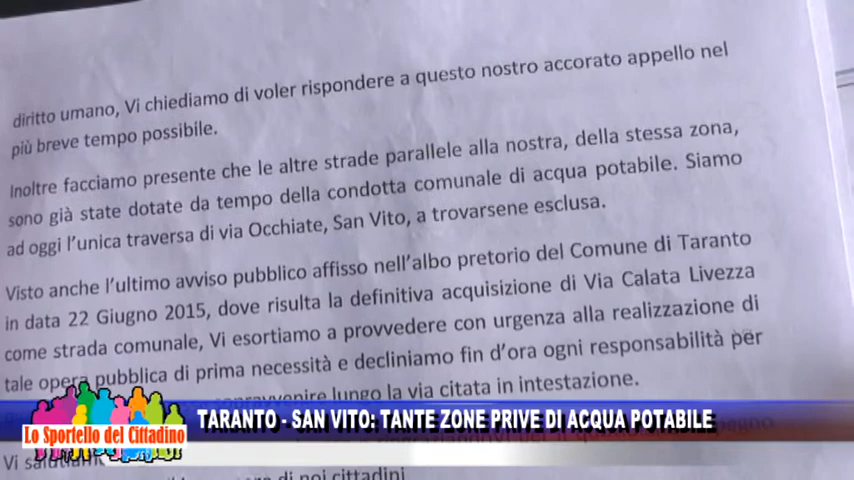 diritto umano, Vi chiediamo di voler rispondere a questo nostro accorato appello nel
più breve tempo possibile.
Inoltre facciamo presente che le altre strade parallele alla nostra, della stessa zona,
sono già state dotate da tempo della condotta comunale di acqua potabile. Siamo
ad oggi l'unica traversa di via Occhiate, San Vito, a trovarsene esclusa.
Visto anche l'ultimo avviso pubblico affisso nell'albo pretorio del Comune di Taranto
in data 22 Giugno 2015, dove risulta la definitiva acquisizione di Via Calata Livezza
come strada comunale, Vi esortiamo a provvedere con urgenza alla realizzazione di
tale opera pubblica di prima necessità e decliniamo fin d'ora ogni responsabilità per
lungo la via citata in intestazione.
TARANTO - SAN VITO: TANTE ZONE PRIVE DI ACQUA POTABILE
Lo Sportello del Cittadino
Vi
di noi cittadini